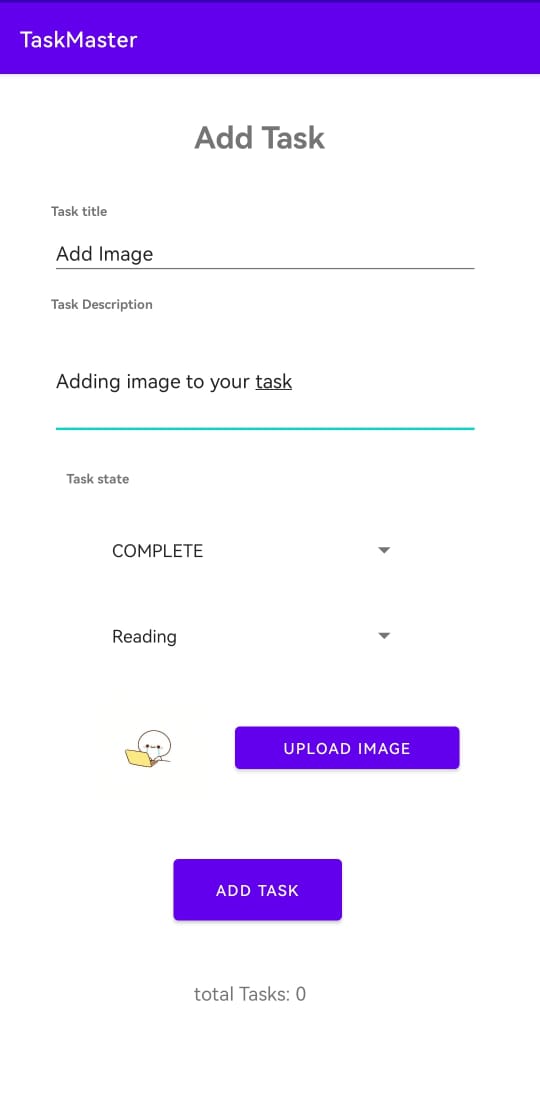 TaskMaster
Add Task
Task title
Add Image
Task Description
Adding image to your task
Task state
COMPLETE
Reading
UPLOAD IMAGE
ADD TASK
total Tasks: 0